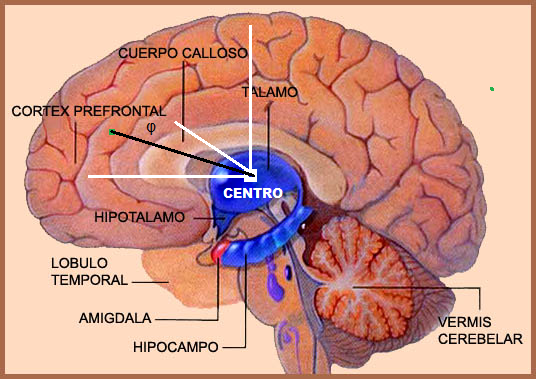 CUERPO CALLOSO
TALAMO
CORTEX PREFRONTAL
φ
CENTRO
HIPOTALAMO
LOBULO
TEMPORAL
AMIGDALA
HIPOCAMPO
VERMIS
CEREBELAR